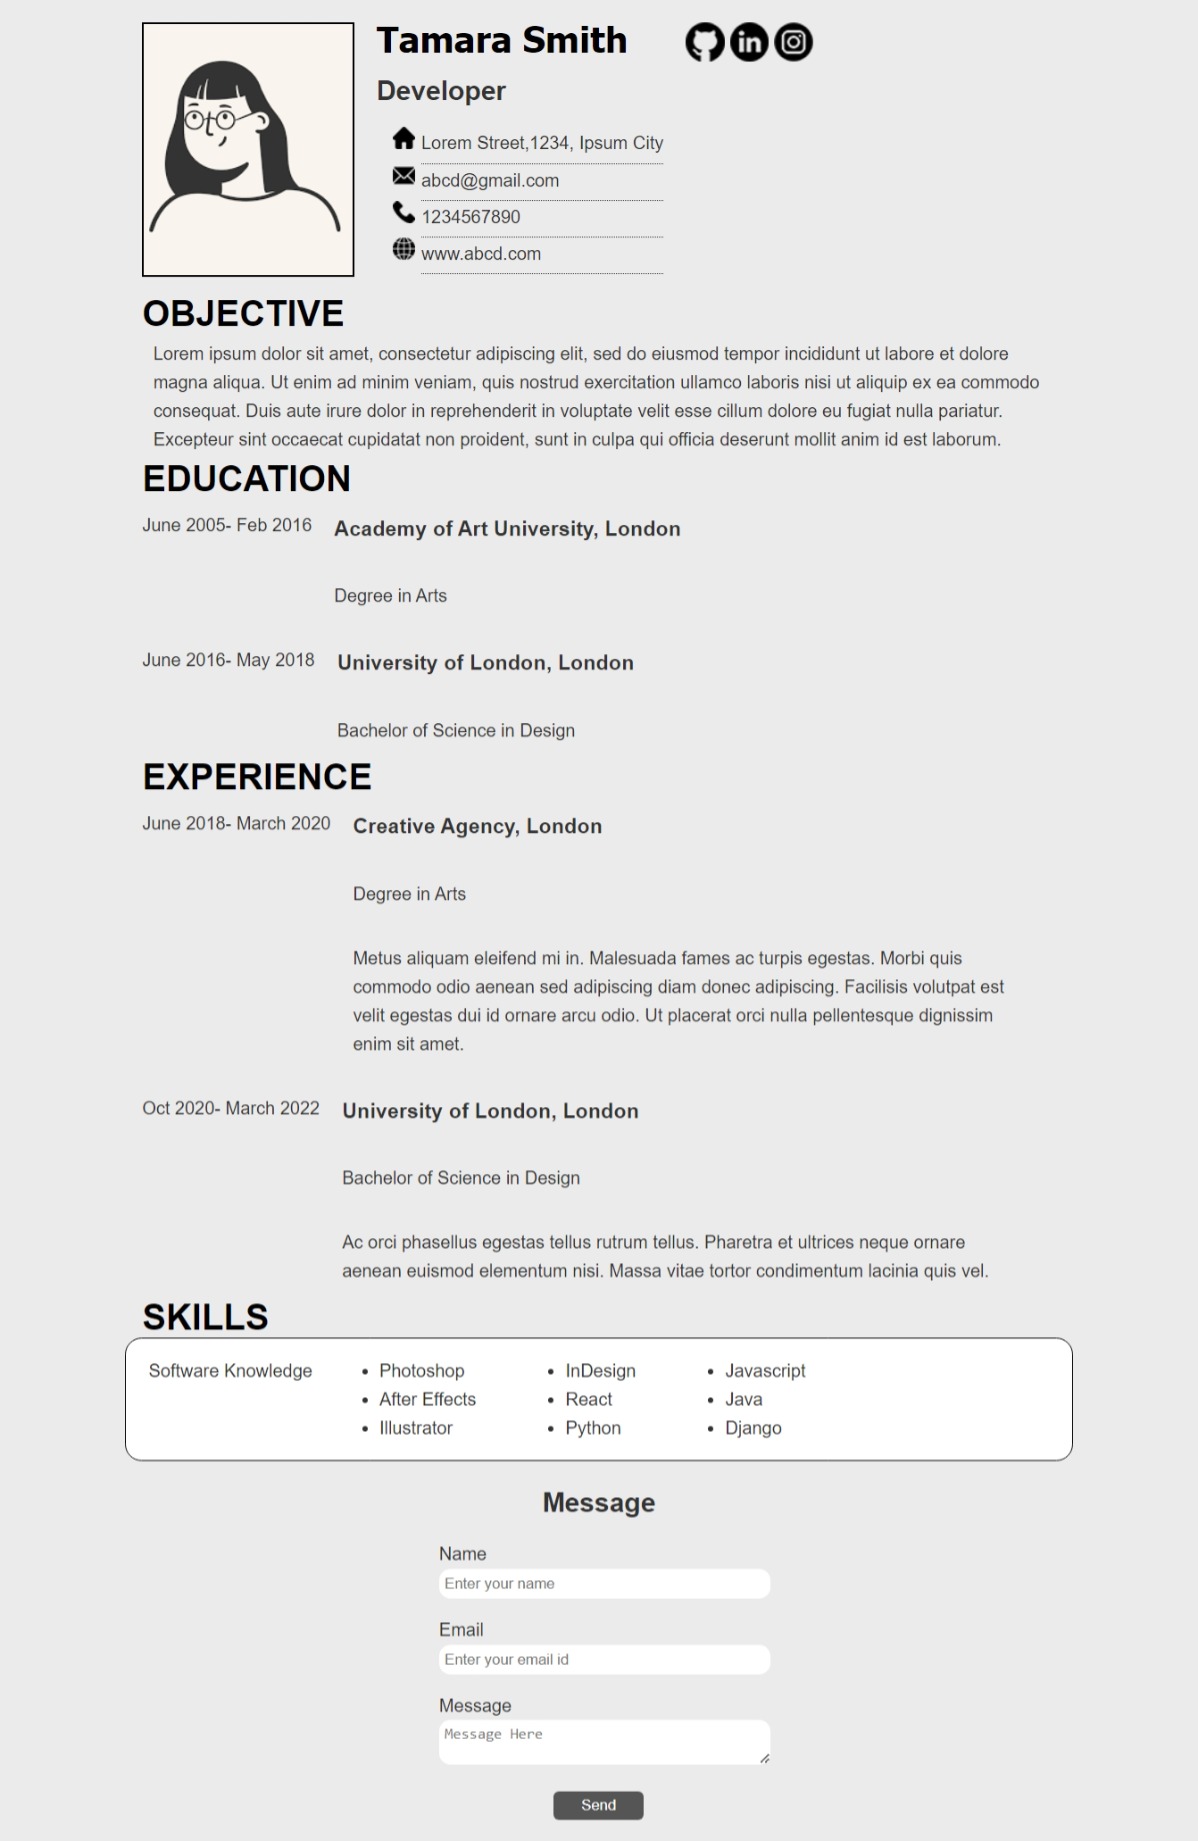 Tamara Smith
Developer
Lorem Street,1234, Ipsum City
abcd@gmail.com
1234567890
www.abcd.com
OBJECTIVE
Lorem ipsum dolor sit amet, consectetur adipiscing elit, sed do eiusmod tempor incididunt ut labore et dolore
magna aliqua. Ut enim ad minim veniam, quis nostrud exercitation ullamco laboris nisi ut aliquip ex ea commodo
consequat. Duis aute irure dolor in reprehenderit in voluptate velit esse cillum dolore eu fugiat nulla pariatur.
Excepteur sint occaecat cupidatat non proident, sunt in culpa qui officia deserunt mollit anim id est laborum.
EDUCATION
June 2005- Feb 2016 Academy of Art University, London
Degree in Arts
June 2016- May 2018 University of London, London
Bachelor of Science in Design
EXPERIENCE
June 2018- March 2020 Creative Agency, London
Degree in Arts
Metus aliquam eleifend mi in. Malesuada fames ac turpis egestas. Morbi quis
commodo odio aenean sed adipiscing diam donec adipiscing. Facilisis volutpat est
velit egestas dui id ornare arcu odio. Ut placerat orci nulla pellentesque dignissim
enim sit amet.
Oct 2020- March 2022 University of London, London
Bachelor of Science in Design
Ac orci phasellus egestas tellus rutrum tellus. Pharetra et ultrices neque ornare
aenean euismod elementum nisi. Massa vitae tortor condimentum lacinia quis vel.
SKILLS
Software Knowledge • Photoshop • InDesign • Javascript
• After Effects • React • Java
• Illustrator • Python • Django
Message
Name
Enter your name
Email
Enter your email id
Message
Message Here
Send